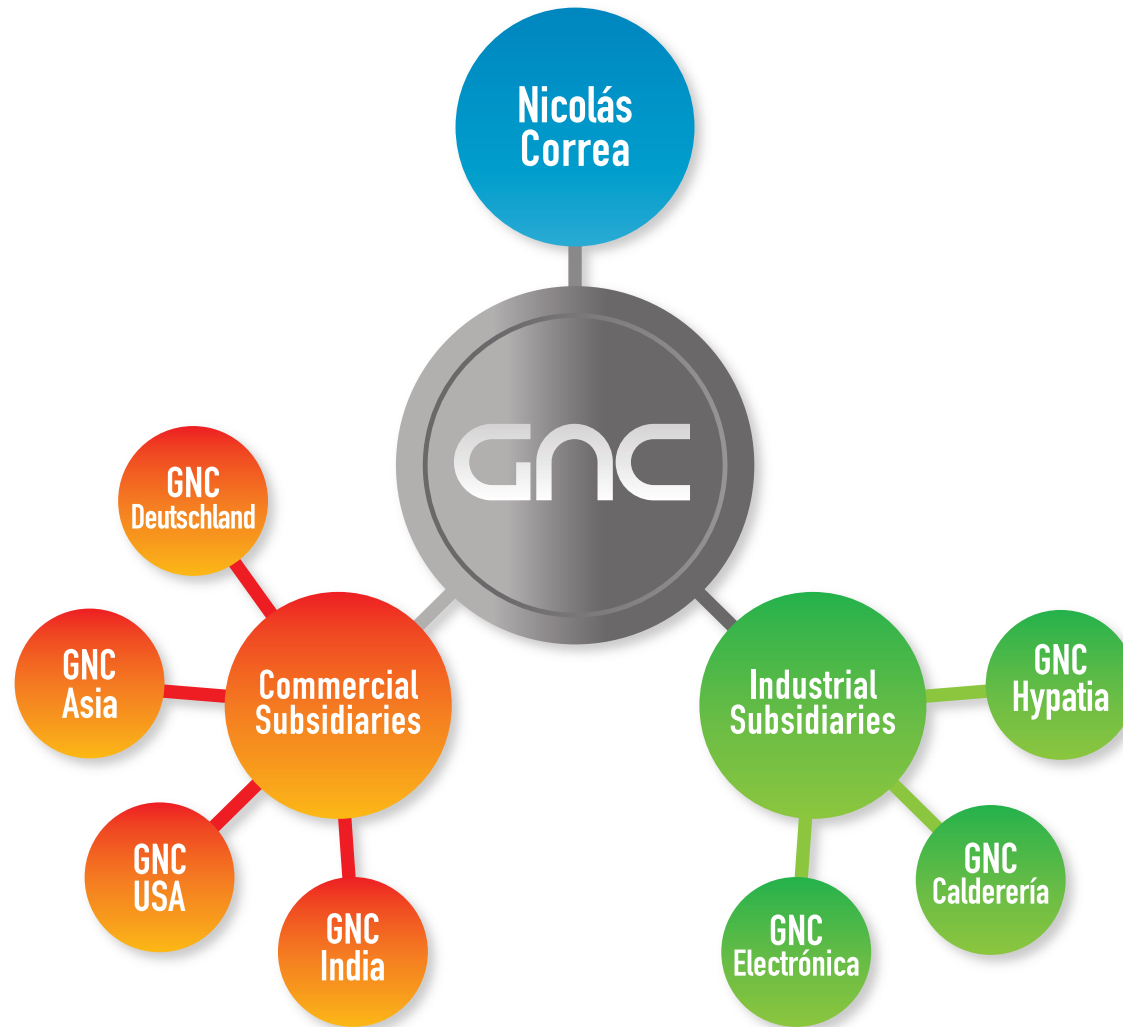 Nicolás
Correa
GNC
GNC
Deutschland
GNC
Asia
Commercial
Subsidiaries
GNC
USA
GNC
India
Industrial
Subsidiaries
GNC
Hypatia
GNC
Calderería
GNC
Electrónica